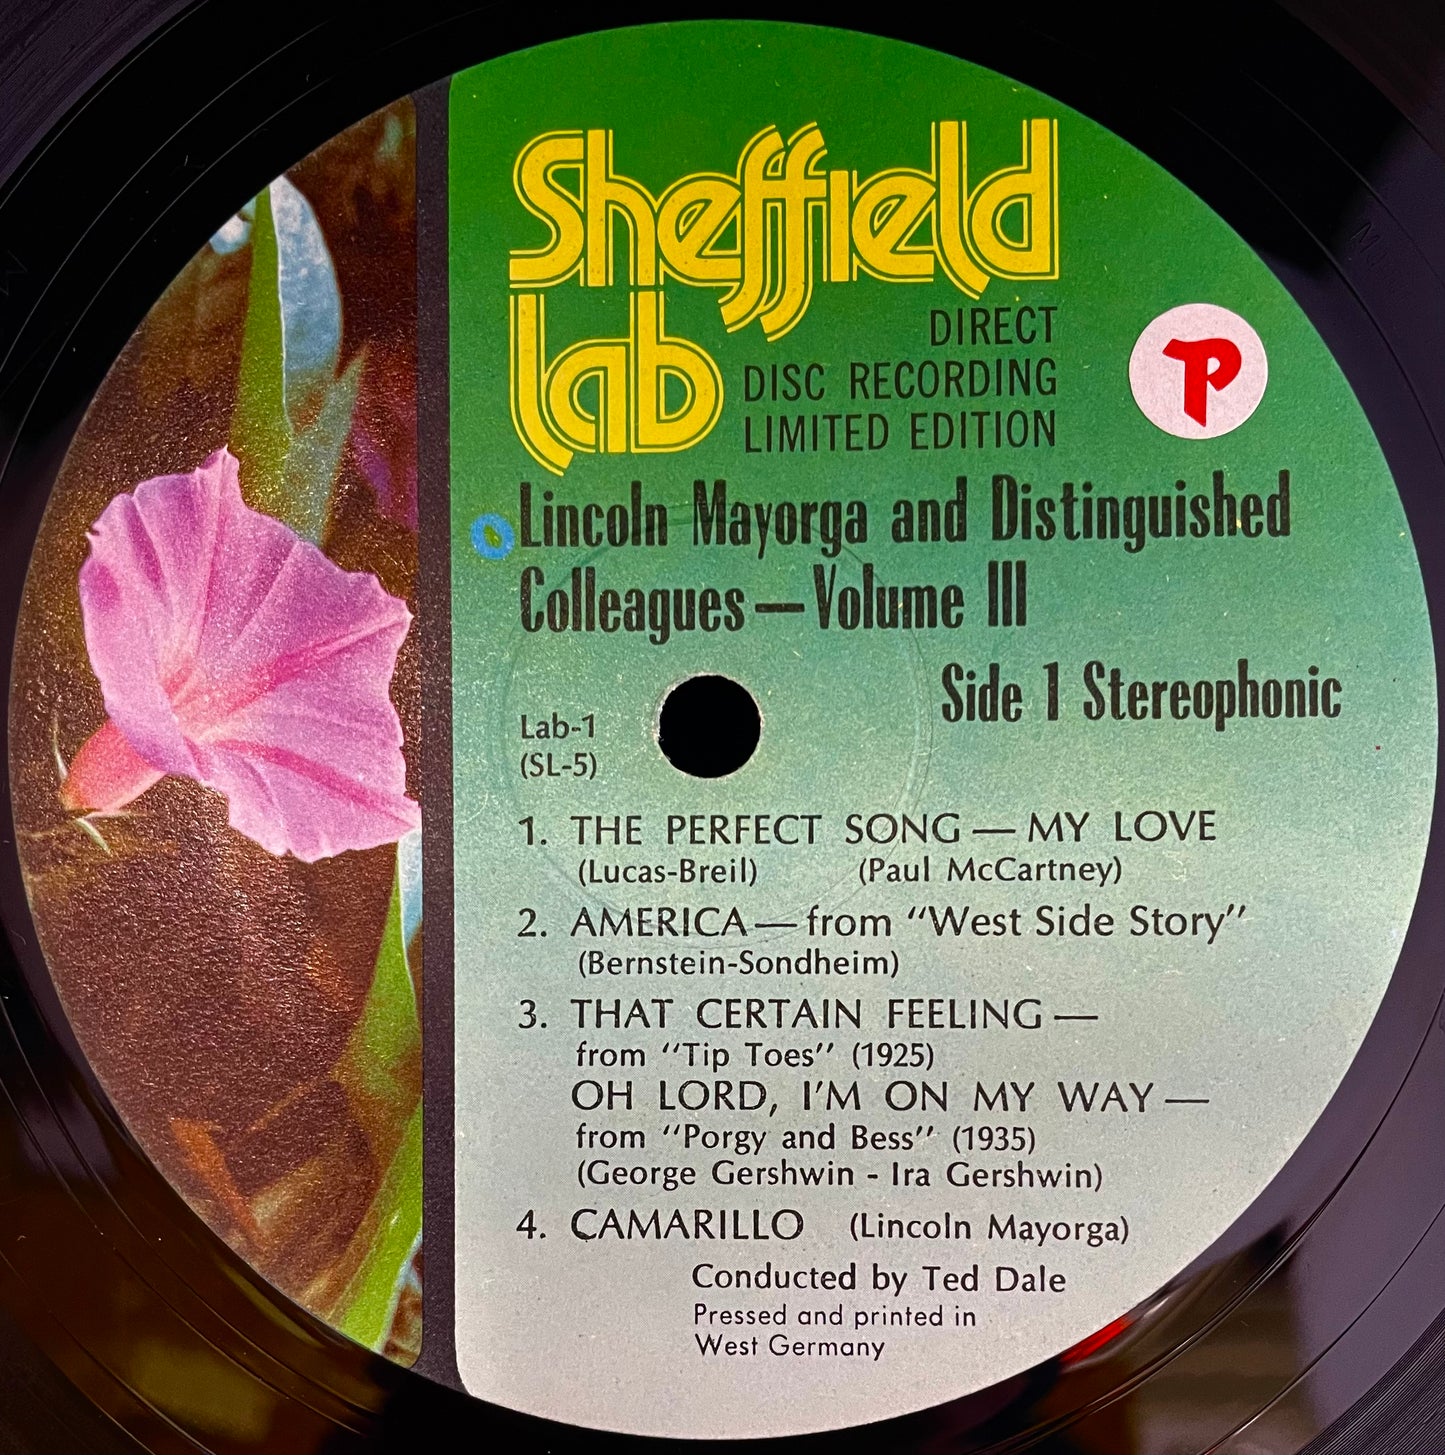 Sheffield
Lab
DIRECT
DISC RECORDING
LIMITED EDITION
P
Lincoln Mayorga and Distinguished
Colleagues — Volume III
Side 1 Stereophonic
Lab-1
(SL-5)
1. THE PERFECT SONG — MY LOVE
(Lucas-Breil) (Paul McCartney)
2. AMERICA — from "West Side Story"
(Bernstein-Sondheim)
3. THAT CERTAIN FEELING —
from "Tip Toes" (1925)
OH LORD, I'M ON MY WAY —
from "Porgy and Bess" (1935)
(George Gershwin - Ira Gershwin)
4. CAMARILLO (Lincoln Mayorga)
Conducted by Ted Dale
Pressed and printed in
West Germany